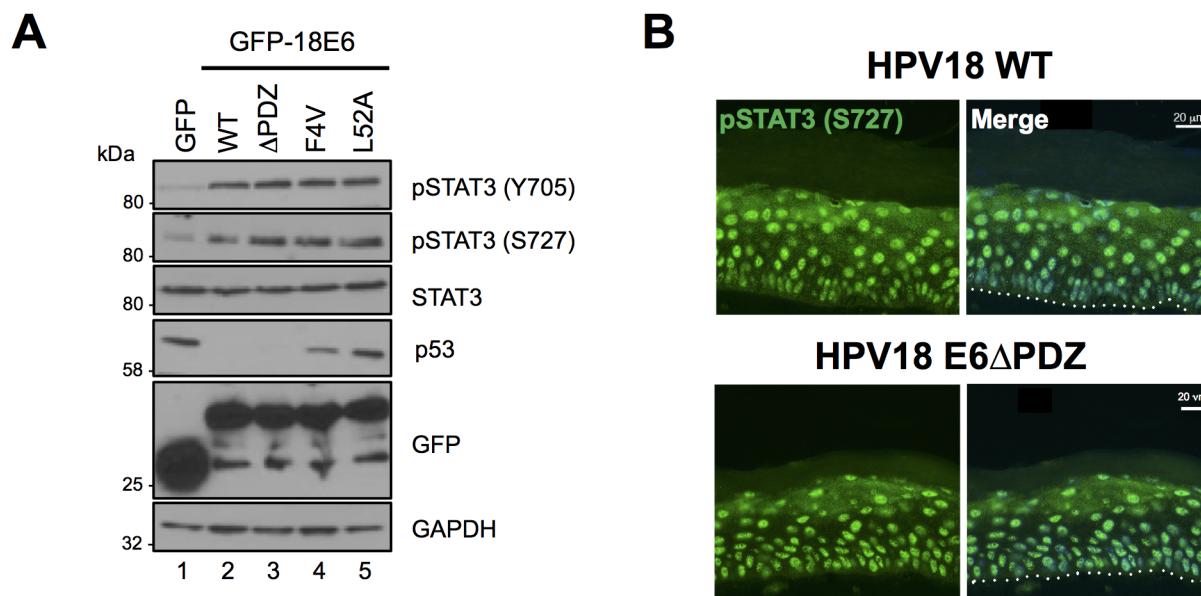 A
GFP-18E6
GFP
WT
ΔPDZ
F4V
L52A
kDa
pSTAT3 (Y705)
80
pSTAT3 (S727)
80
STAT3
80
p53
58
GFP
25
GAPDH
32
1 2 3 4 5
B
HPV18 WT
pSTAT3 (S727)
Merge
20 μm
HPV18 E6ΔPDZ
20